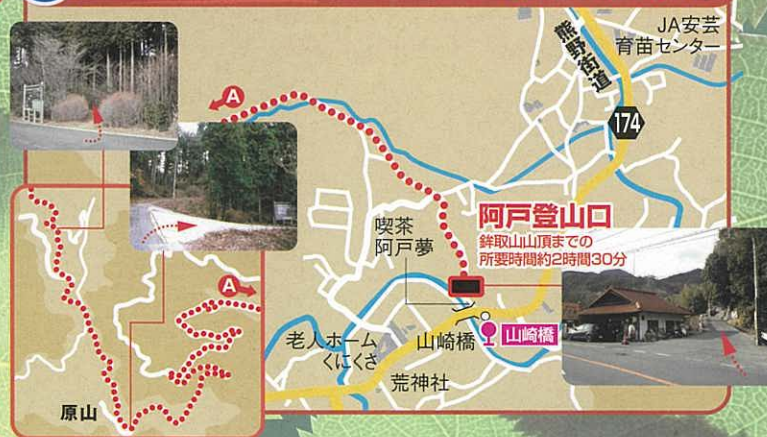 JA安芸
育苗センター
熊野街道
174
A
阿戸登山口
鉾取山山頂までの
所要時間約2時間30分
喫茶
阿戸夢
A
老人ホーム
くにくさ
山崎橋
山崎橋
荒神社
原山